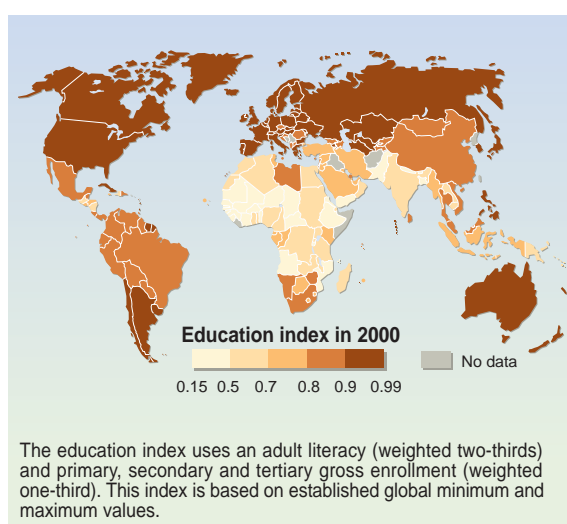 Education index in 2000
0.15 0.5 0.7 0.8 0.9 0.99
No data
The education index uses an adult literacy (weighted two-thirds)
and primary, secondary and tertiary gross enrollment (weighted
one-third). This index is based on established global minimum and
maximum values.